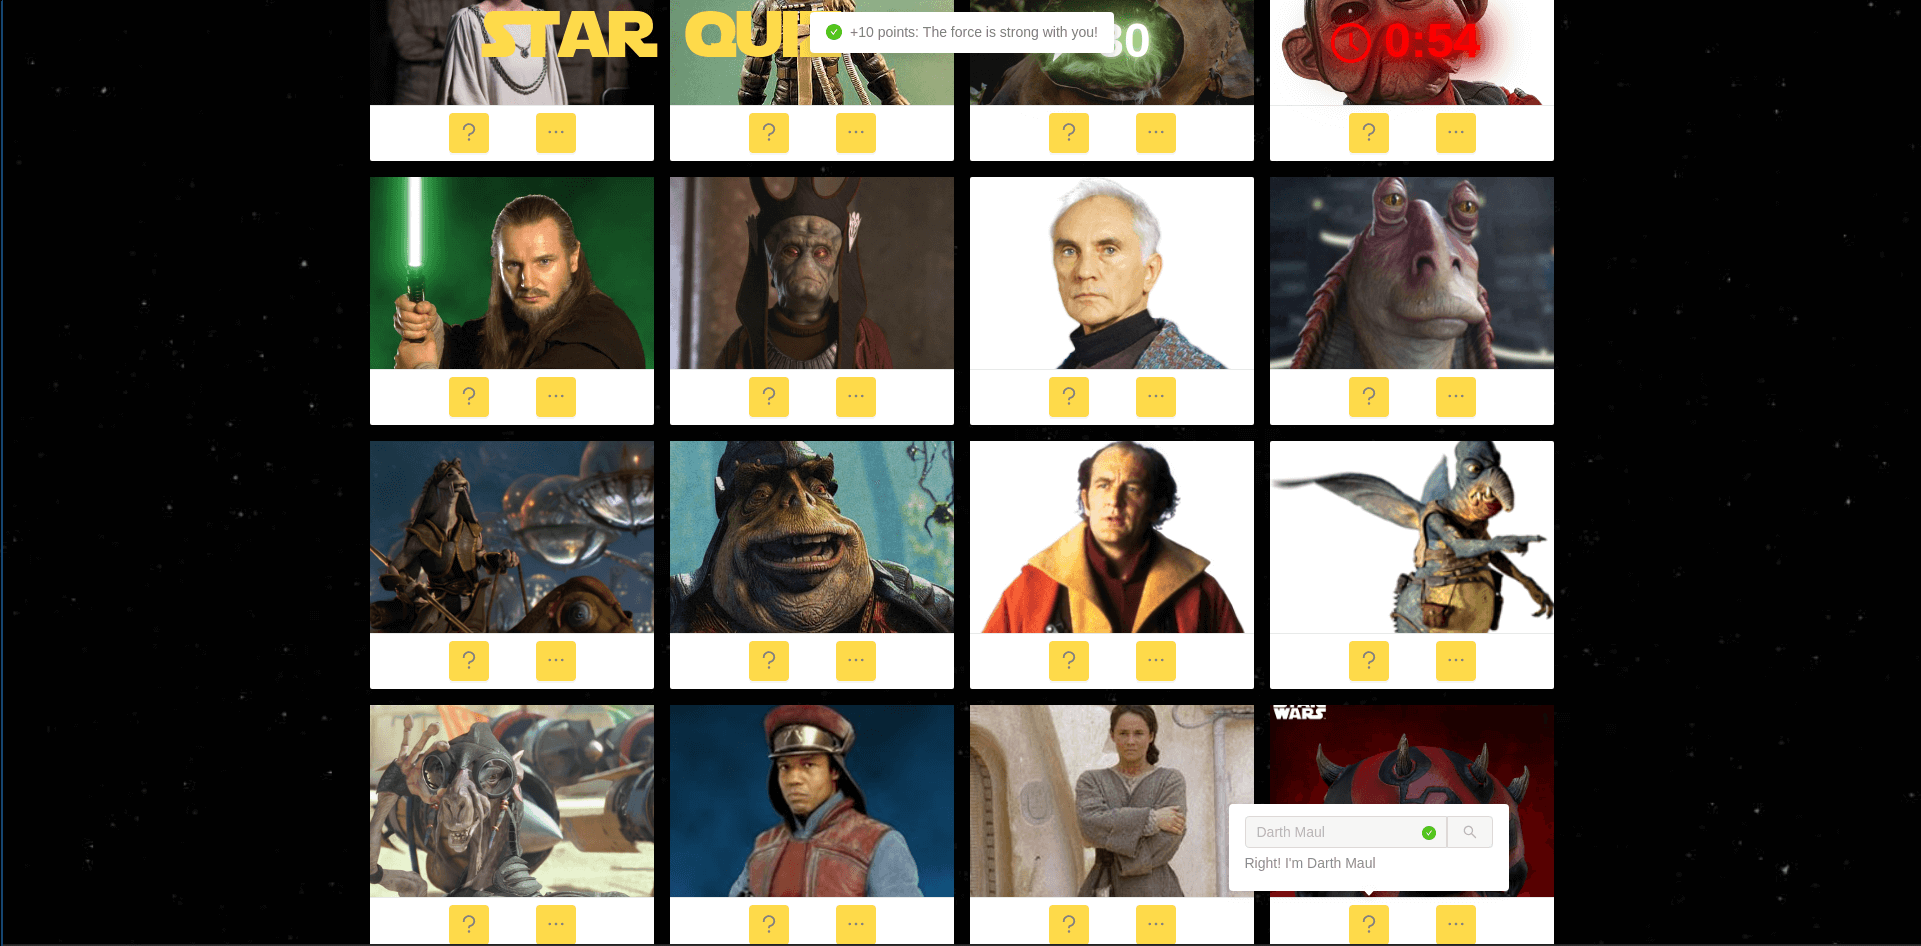 STAR QUI
+10 points: The force is strong with you!
30
0:54
WARS
Darth Maul
Right! I'm Darth Maul